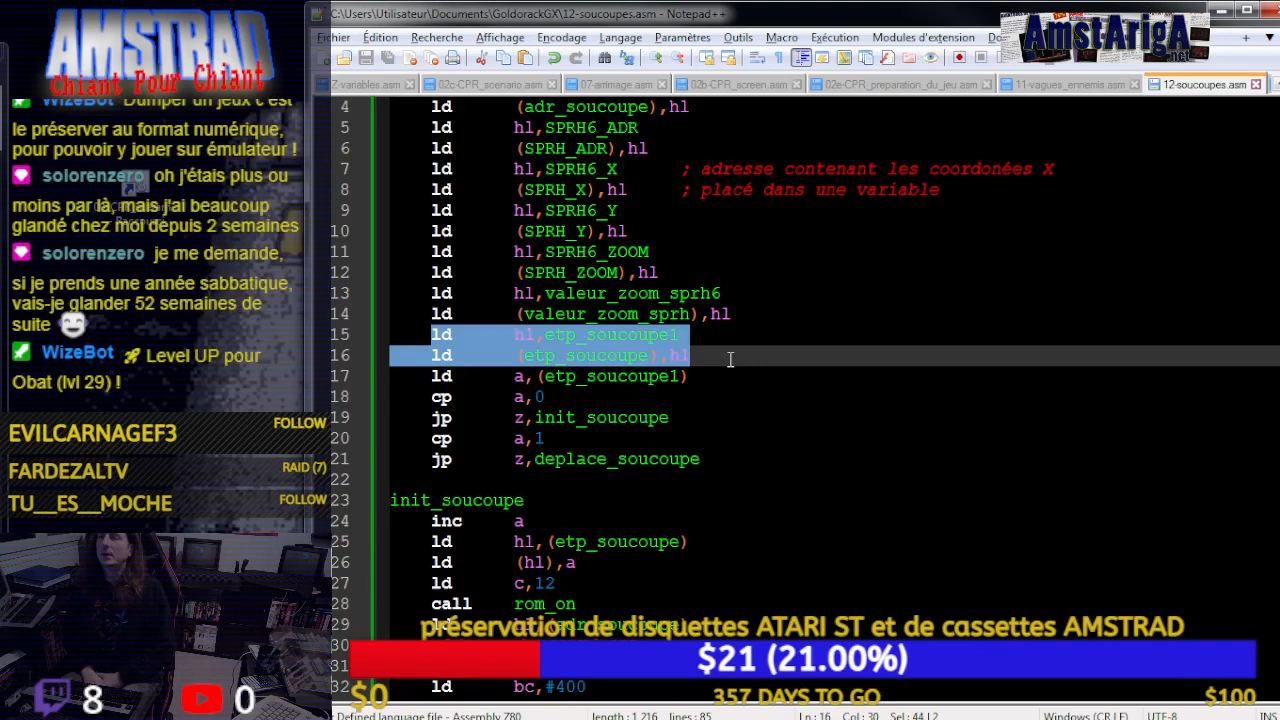 AMSTRAD
Chiant Pour Chiant
WizeBot Dumper un jeux c'est
le préserver au format numérique,
pour pouvoir y jouer sur émulateur !
solorenzero oh j'étais plus ou
moins par là, mais j'ai beaucoup
glandé chez moi depuis 2 semaines
solorenzero je me demande,
si je prends une année sabbatique,
vais-je glander 52 semaines de
suite
WizeBot 🚀 Level UP pour
Obat (lvl 29) !
EVILCARNAGEF3 FOLLOW
FARDEZALTV RAID (7)
TU__ES__MOCHE FOLLOW
8 0
C:\Users\Utilisateur\Documents\GoldorackGX\12-soucoupes.asm - Notepad++
AmstAriga
.net
Fichier Édition Recherche Affichage Encodage Langage Paramètres Outils Macro Exécution Modules d'extension
Z-variables.asm 02c-CPR_scenario.asm 07-arrimage.asm 02b-CPR_screen.asm 02e-CPR_preparation_du_jeu.asm 11-vagues_ennemis.asm 12-soucoupes.asm
4 ld (adr_soucoupe),hl
5 ld hl,SPRH6_ADR
6 ld (SPRH_ADR),hl
7 ld hl,SPRH6_X ; adresse contenant les coordonées X
8 ld (SPRH_X),hl ; placé dans une variable
9 ld hl,SPRH6_Y
10 ld (SPRH_Y),hl
11 ld hl,SPRH6_ZOOM
12 ld (SPRH_ZOOM),hl
13 ld hl,valeur_zoom_sprh6
14 ld (valeur_zoom_sprh),hl
15 ld hl,etp_soucoupe1
16 ld (etp_soucoupe),hl
17 ld a,(etp_soucoupe1)
18 cp a,0
19 jp z,init_soucoupe
20 cp a,1
21 jp z,deplace_soucoupe
22
23 init_soucoupe
24 inc a
25 ld hl,(etp_soucoupe)
26 ld (hl),a
27 ld c,12
28 call rom_on
29
30
31
32 ld bc,#400
préservation de disquettes ATARI ST et de cassettes AMSTRAD
$21 (21.00%)
$0 357 DAYS TO GO $100
Defined language file - Assembly Z80 length : 1 216 lines : 85 Ln : 16 Col : 30 Sel : 44 | 2 Windows (CR LF) UTF-8 INS